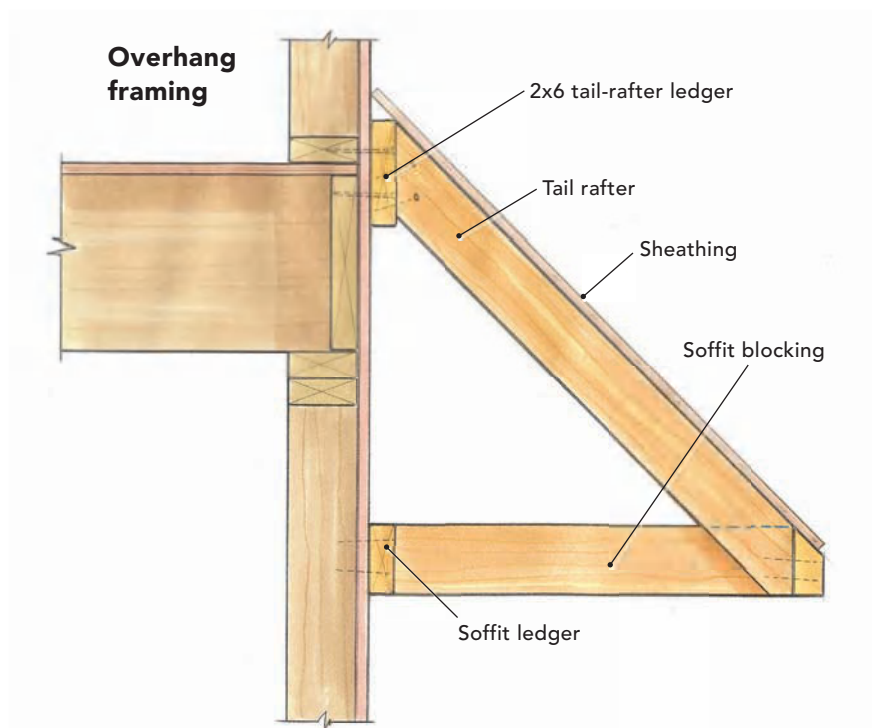 Overhang
framing
2x6 tail-rafter ledger
Tail rafter
Sheathing
Soffit blocking
Soffit ledger